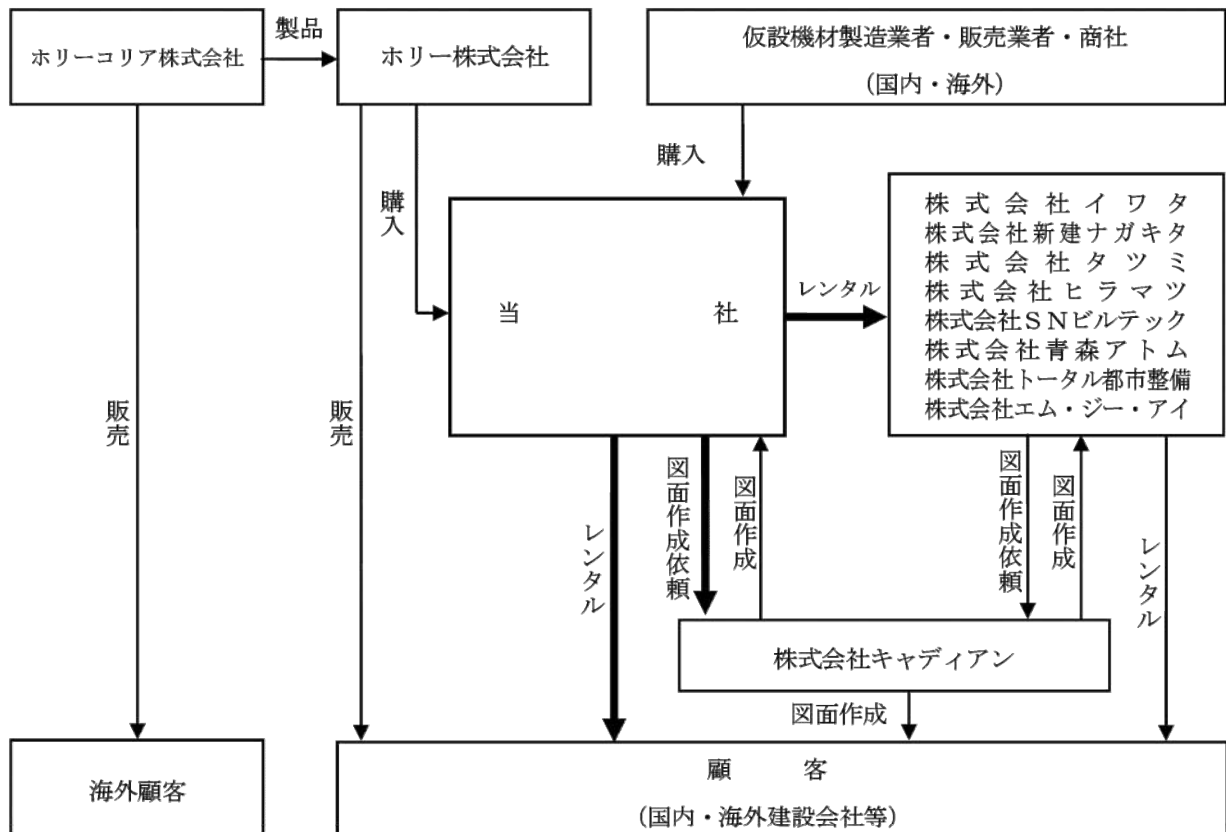 ホリーコリア株式会社
製品
ホリー株式会社
仮設機材製造業者・販売業者・商社
(国内・海外)
購入
購入
当 社
レンタル
株式会社イワタ
株式会社新建ナガキタ
株式会社タツミ
株式会社ヒラマツ
株式会社SNビルテック
株式会社青森アトム
株式会社トータル都市整備
株式会社エム・ジー・アイ
販売
販売
レンタル
図面作成依頼
図面作成
図面作成依頼
図面作成
レンタル
株式会社キャディアン
図面作成
海外顧客
顧 客
(国内・海外建設会社等)